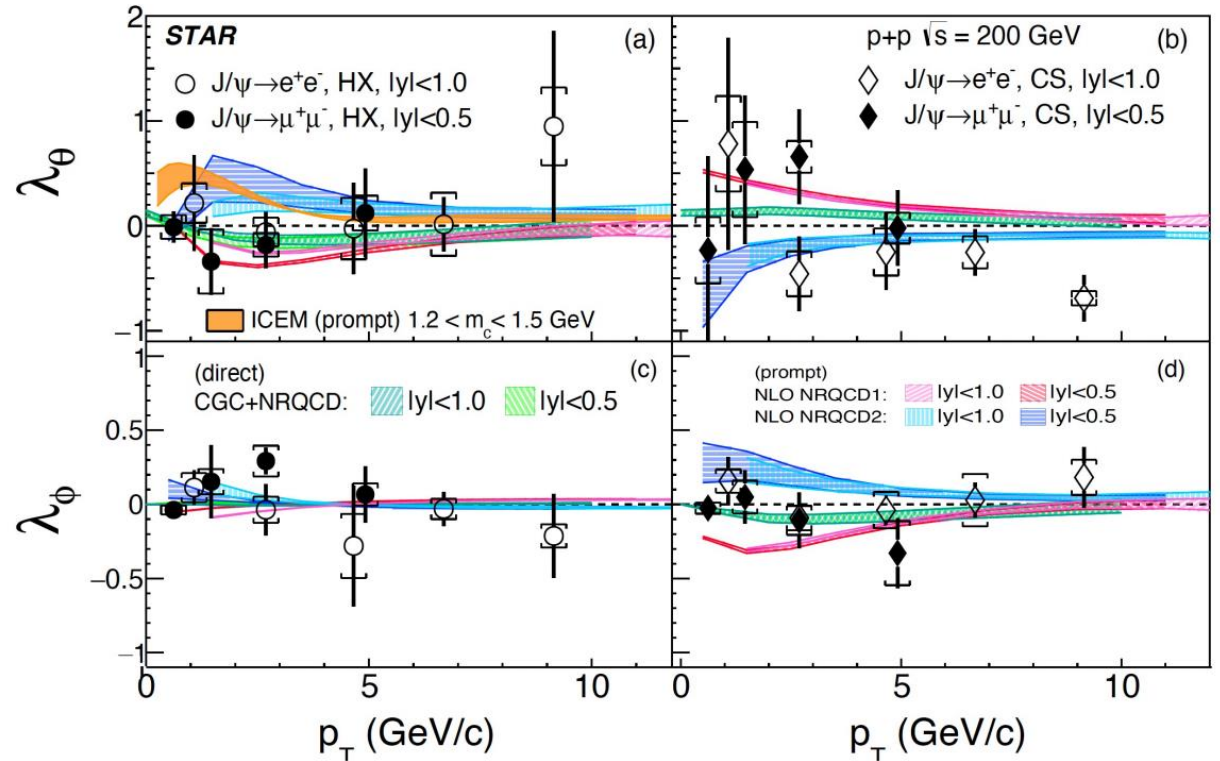 2
STAR
(a)
J/ψ→e⁺e⁻, HX, |y|<1.0
J/ψ→μ⁺μ⁻, HX, |y|<0.5
1
λθ
0
ICEM (prompt) 1.2 < m_c < 1.5 GeV
−1
p+p √s = 200 GeV
(b)
J/ψ→e⁺e⁻, CS, |y|<1.0
J/ψ→μ⁺μ⁻, CS, |y|<0.5
1
(direct)
(c)
CGC+NRQCD: |y|<1.0 |y|<0.5
0.5
λϕ
0
−0.5
−1
(prompt)
(d)
NLO NRQCD1: |y|<1.0 |y|<0.5
NLO NRQCD2: |y|<1.0 |y|<0.5
0 5 10 0 5 10
p_T (GeV/c) p_T (GeV/c)